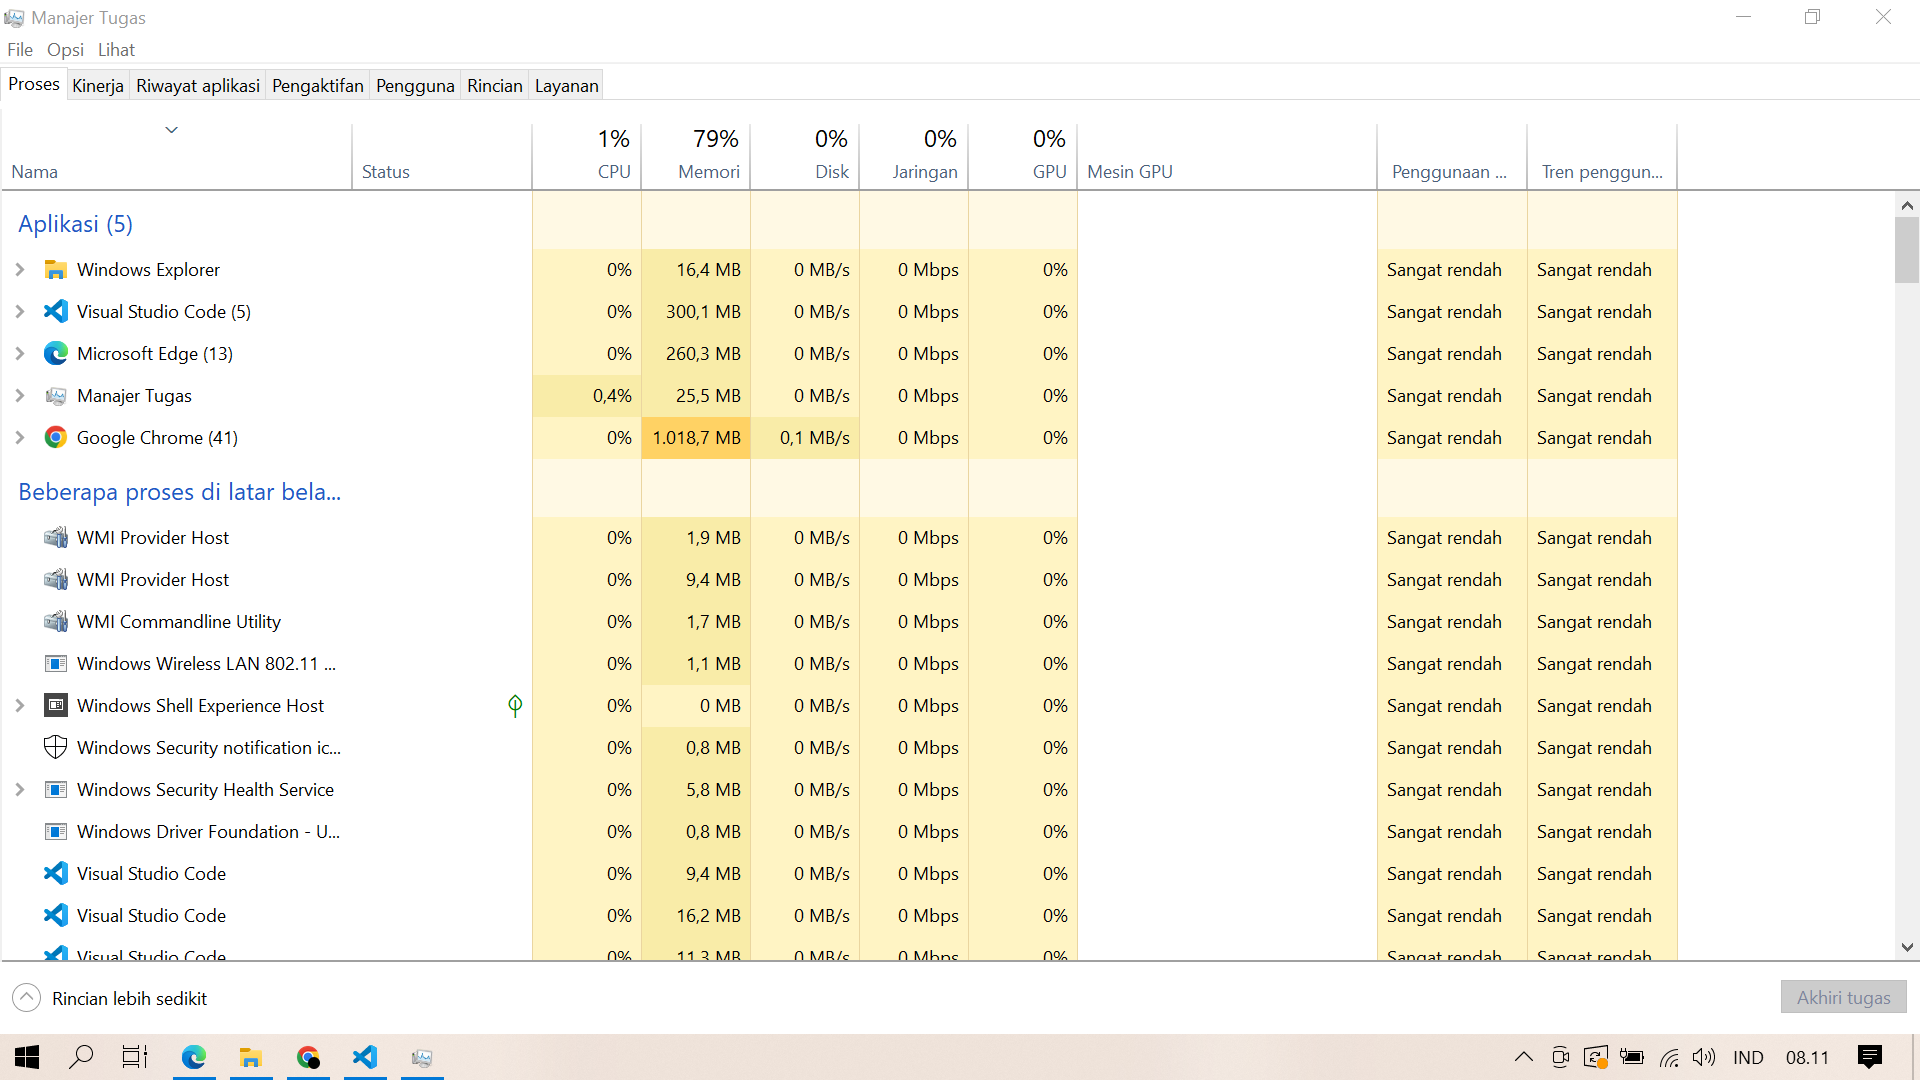 Manajer Tugas
File Opsi Lihat
Proses Kinerja Riwayat aplikasi Pengaktifan Pengguna Rincian Layanan
1% 79% 0% 0% 0%
Nama Status CPU Memori Disk Jaringan GPU Mesin GPU Penggunaan ... Tren penggun...
Aplikasi (5)
Windows Explorer 0% 16,4 MB 0 MB/s 0 Mbps 0% Sangat rendah Sangat rendah
Visual Studio Code (5) 0% 300,1 MB 0 MB/s 0 Mbps 0% Sangat rendah Sangat rendah
Microsoft Edge (13) 0% 260,3 MB 0 MB/s 0 Mbps 0% Sangat rendah Sangat rendah
Manajer Tugas 0,4% 25,5 MB 0 MB/s 0 Mbps 0% Sangat rendah Sangat rendah
Google Chrome (41) 0% 1.018,7 MB 0,1 MB/s 0 Mbps 0% Sangat rendah Sangat rendah
Beberapa proses di latar bela...
WMI Provider Host 0% 1,9 MB 0 MB/s 0 Mbps 0% Sangat rendah Sangat rendah
WMI Provider Host 0% 9,4 MB 0 MB/s 0 Mbps 0% Sangat rendah Sangat rendah
WMI Commandline Utility 0% 1,7 MB 0 MB/s 0 Mbps 0% Sangat rendah Sangat rendah
Windows Wireless LAN 802.11 ... 0% 1,1 MB 0 MB/s 0 Mbps 0% Sangat rendah Sangat rendah
Windows Shell Experience Host 0% 0 MB 0 MB/s 0 Mbps 0% Sangat rendah Sangat rendah
Windows Security notification ic... 0% 0,8 MB 0 MB/s 0 Mbps 0% Sangat rendah Sangat rendah
Windows Security Health Service 0% 5,8 MB 0 MB/s 0 Mbps 0% Sangat rendah Sangat rendah
Windows Driver Foundation - U... 0% 0,8 MB 0 MB/s 0 Mbps 0% Sangat rendah Sangat rendah
Visual Studio Code 0% 9,4 MB 0 MB/s 0 Mbps 0% Sangat rendah Sangat rendah
Visual Studio Code 0% 16,2 MB 0 MB/s 0 Mbps 0% Sangat rendah Sangat rendah
Visual Studio Code 0% 11,3 MB 0 MB/s 0 Mbps 0% Sangat rendah Sangat rendah
Rincian lebih sedikit Akhiri tugas
IND 08.11